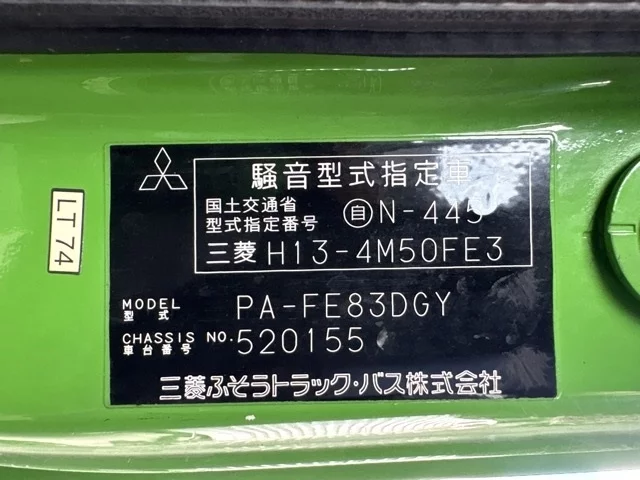 騒音型式指定車
国土交通省
型式指定番号 自N-445
三菱 H13-4M50FE3
MODEL
型式 PA-FE83DGY
CHASSIS NO.
車台番号 520155
三菱ふそうトラック・バス株式会社
LT74